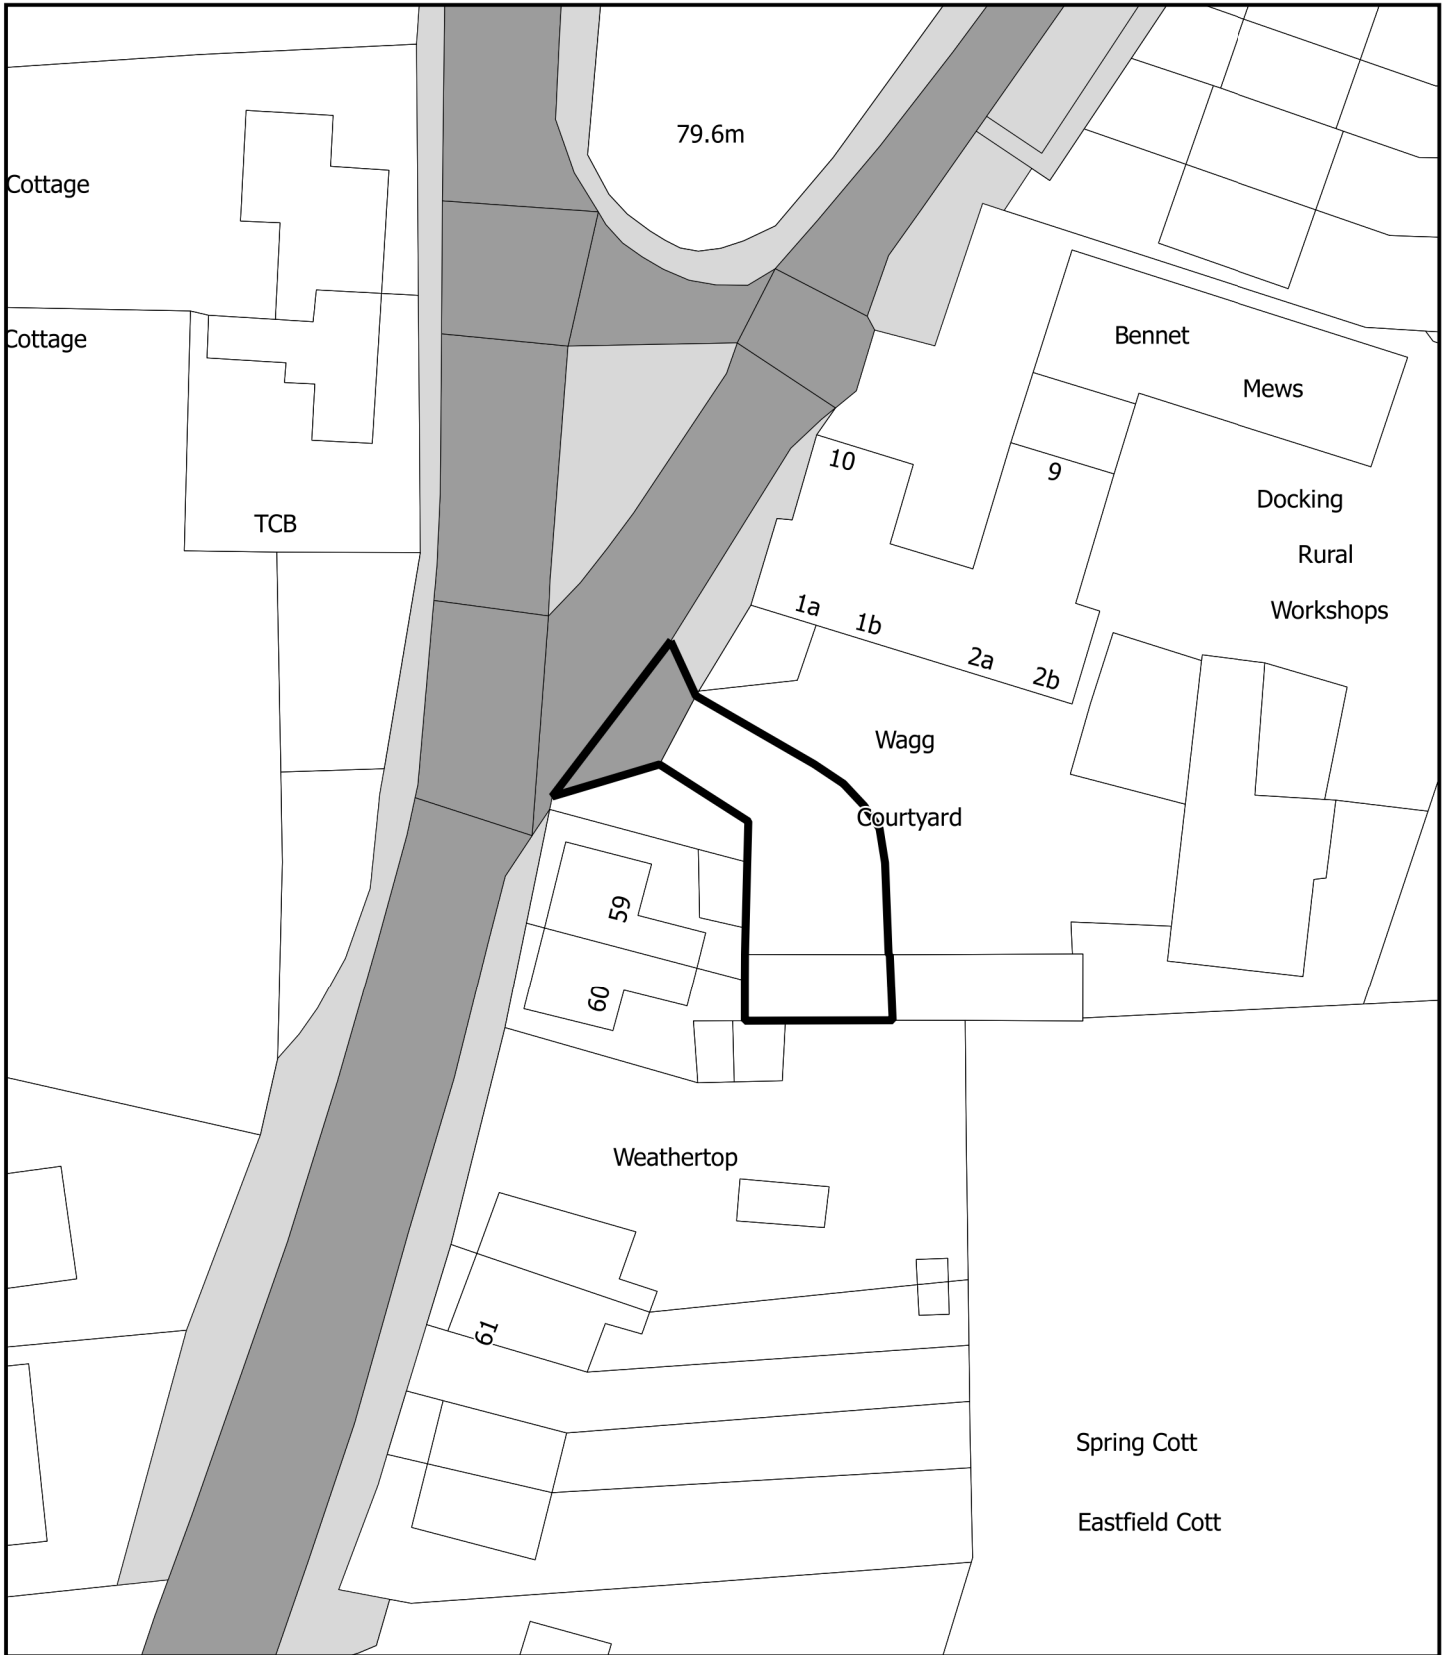 79.6m
Cottage
Bennet
Cottage
Mews
10
9
Docking
TCB
Rural
1a
1b
Workshops
2a
2b
Wagg
Courtyard
59
60
Weathertop
61
Spring Cott
Eastfield Cott